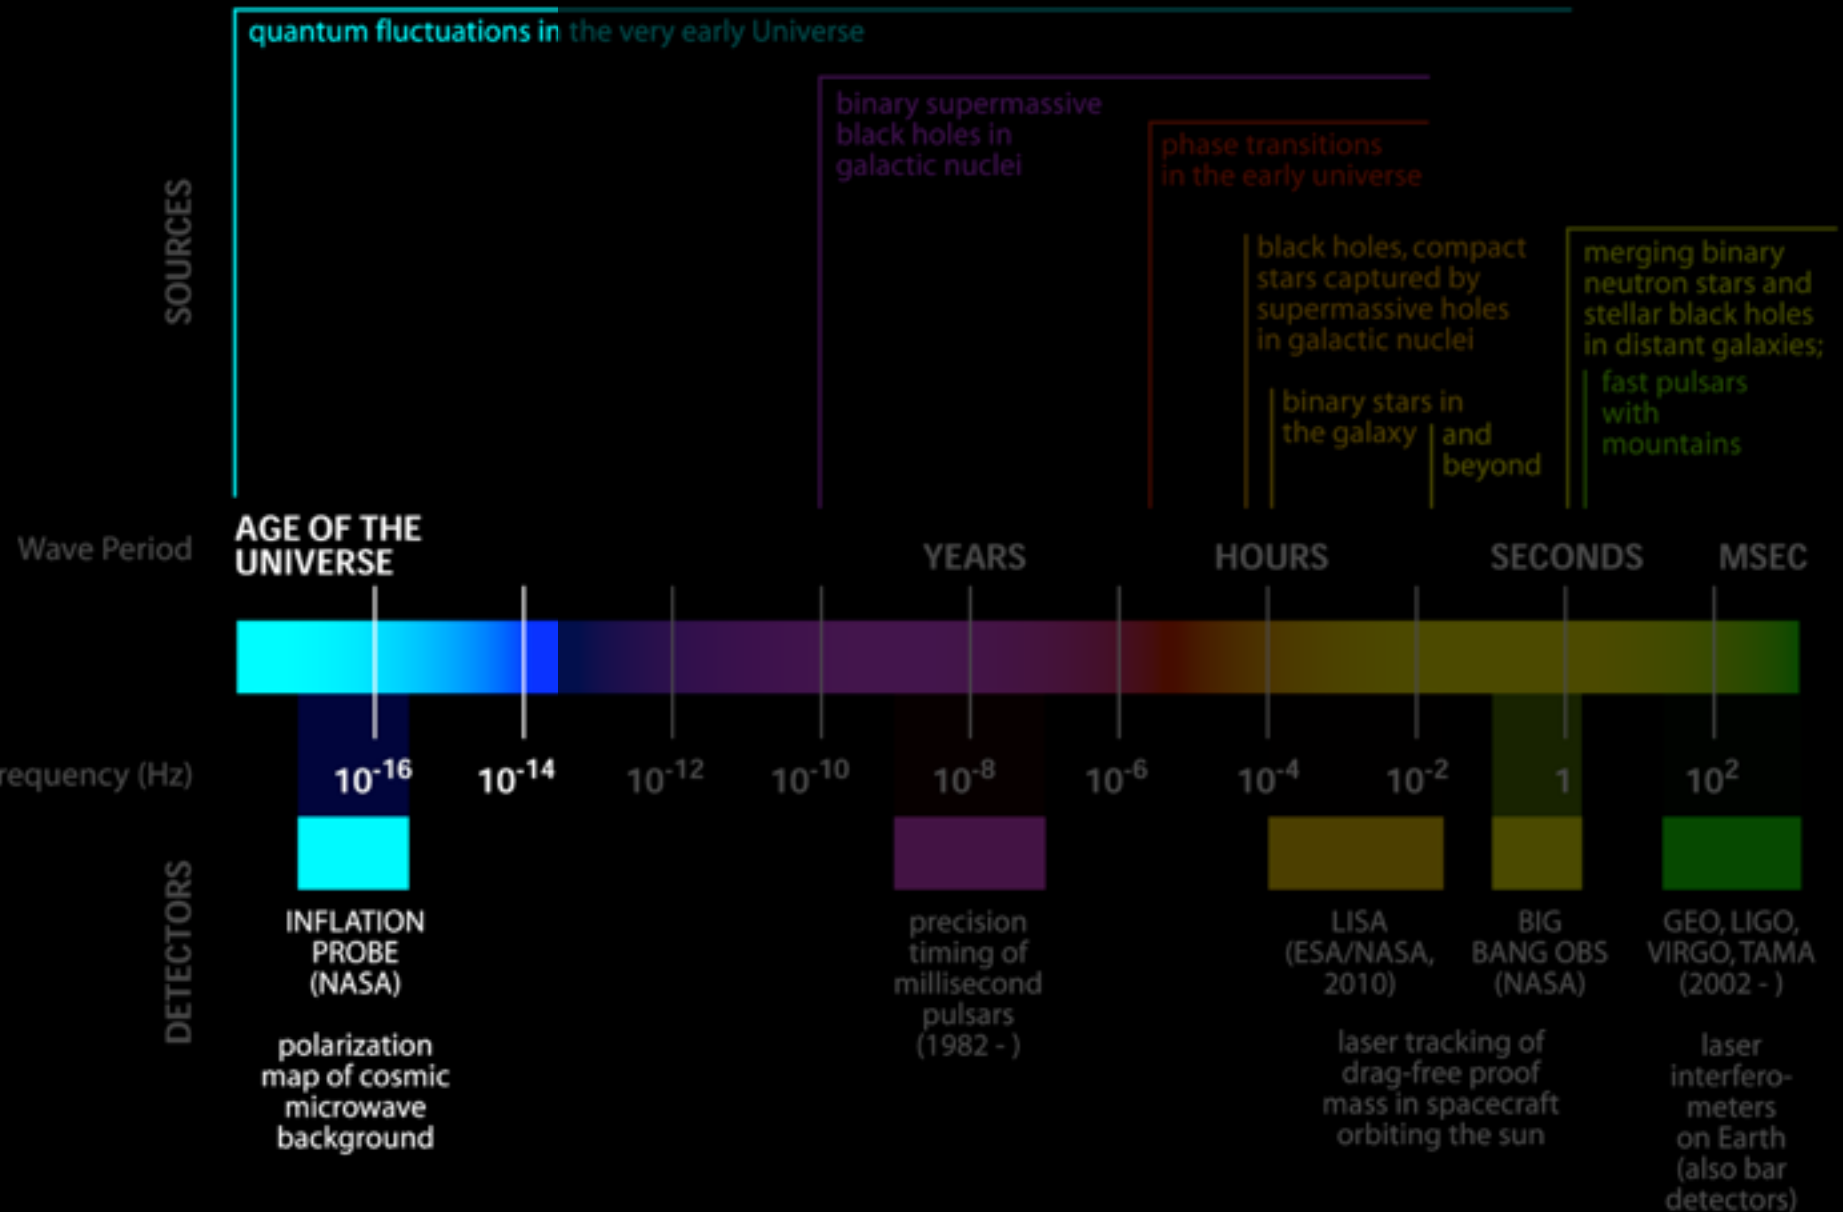 quantum fluctuations in the very early Universe
binary supermassive
black holes in
galactic nuclei
phase transitions
in the early universe
SOURCES
black holes, compact
stars captured by
supermassive holes
in galactic nuclei
merging binary
neutron stars and
stellar black holes
in distant galaxies;
fast pulsars
with
mountains
binary stars in
the galaxy
and
beyond
Wave Period
AGE OF THE
UNIVERSE
YEARS
HOURS
SECONDS
MSEC
requency (Hz)
10⁻¹⁶
10⁻¹⁴
10⁻¹²
10⁻¹⁰
10⁻⁸
10⁻⁶
10⁻⁴
10⁻²
1
10²
DETECTORS
INFLATION
PROBE
(NASA)
polarization
map of cosmic
microwave
background
precision
timing of
millisecond
pulsars
(1982 - )
LISA
(ESA/NASA,
2010)
BIG
BANG OBS
(NASA)
laser tracking of
drag-free proof
mass in spacecraft
orbiting the sun
GEO, LIGO,
VIRGO, TAMA
(2002 - )
laser
interfero-
meters
on Earth
(also bar
detectors)